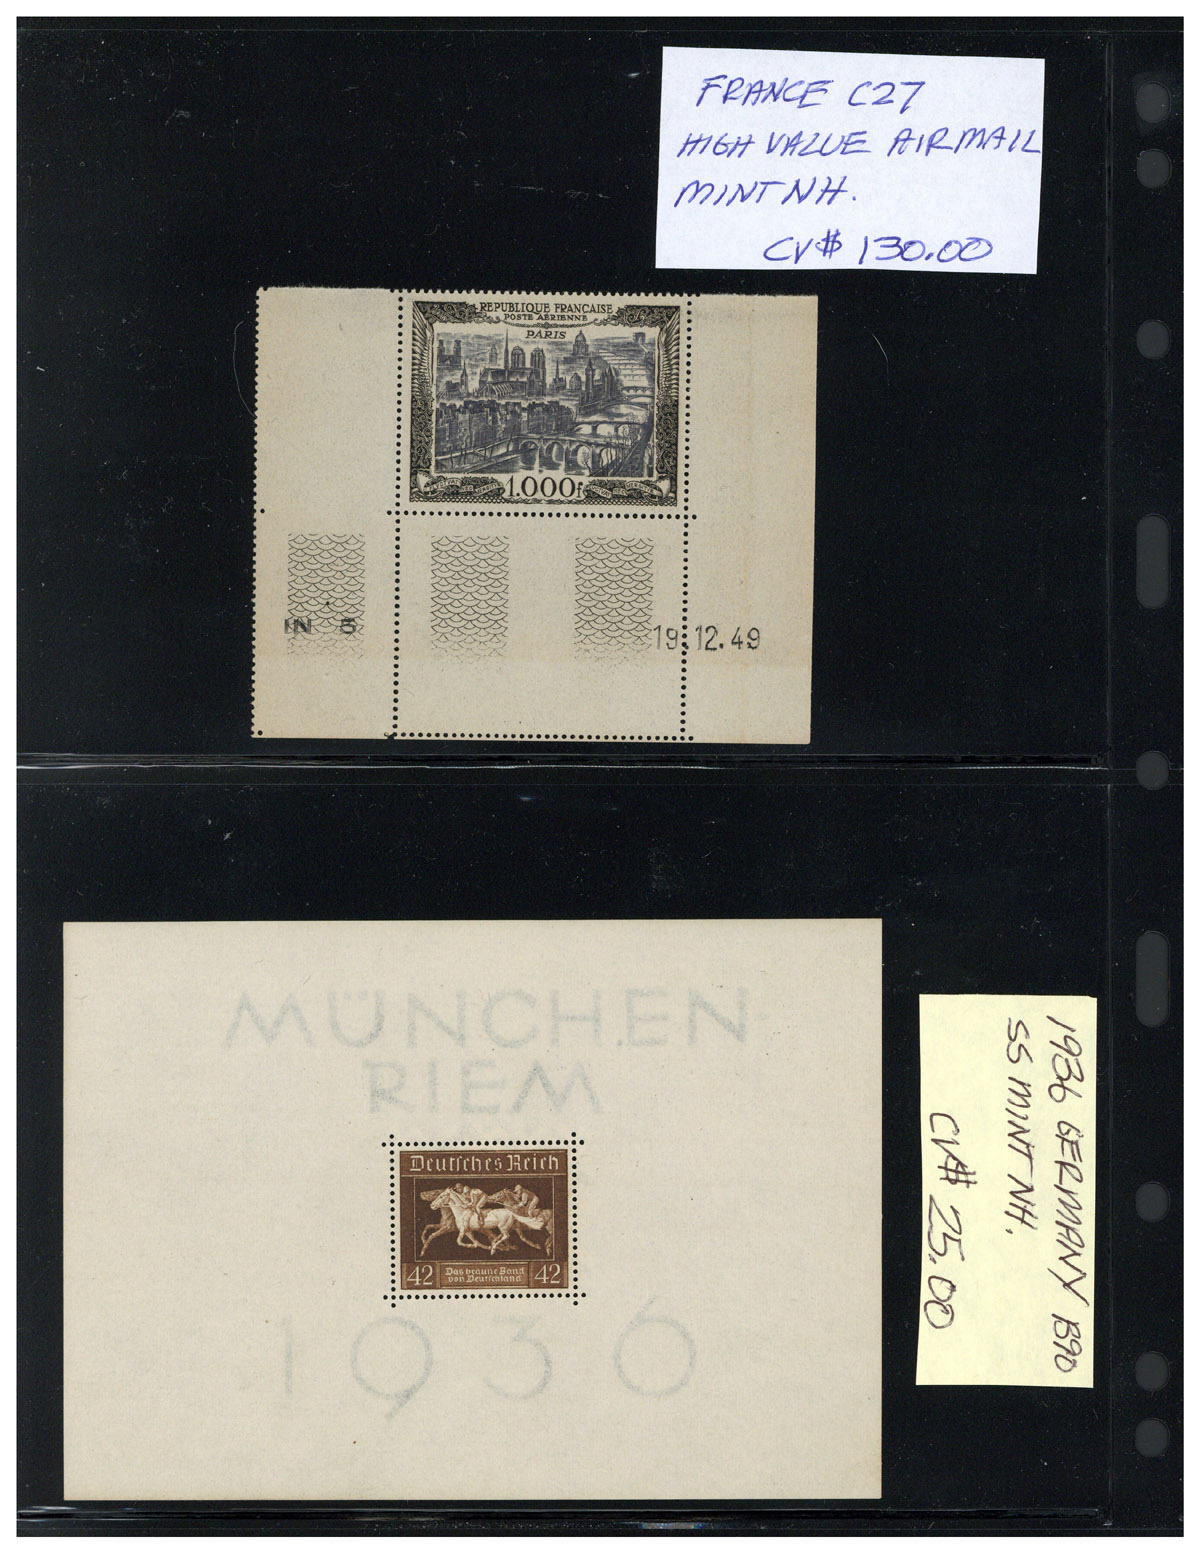 FRANCE C27
HIGH VALUE AIRMAIL
MINT NH.
CV$ 130.00
REPUBLIQUE FRANÇAISE
POSTE AÉRIENNE
PARIS
1.000f
IN 5
19.12.49
MÜNCHEN
RIEM
Deutsches Reich
42 Das braune Band 42
von Deutschland
1936
1936 GERMANY B90
SS MINT NH.
CV$ 25.00